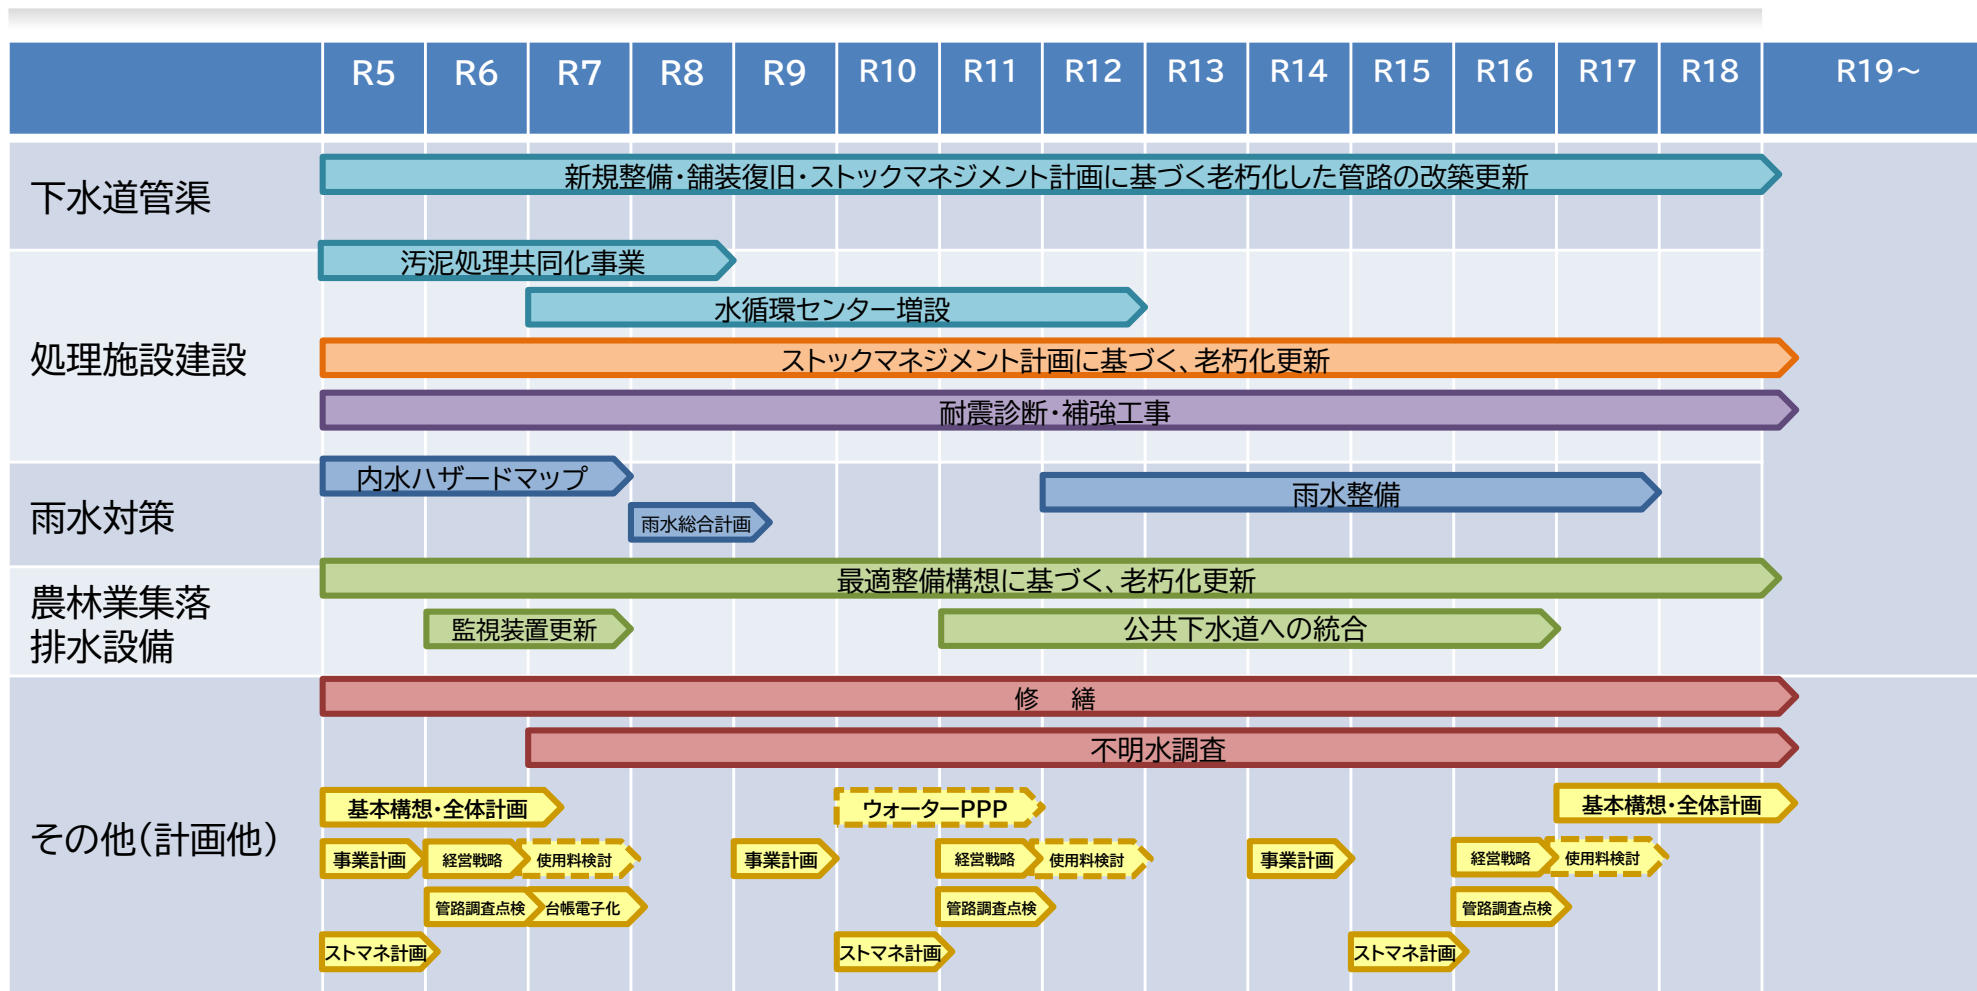 R5 R6 R7 R8 R9 R10 R11 R12 R13 R14 R15 R16 R17 R18 R19～
下水道管渠
新規整備・舗装復旧・ストックマネジメント計画に基づく老朽化した管路の改築更新
処理施設建設
汚泥処理共同化事業
水循環センター増設
ストックマネジメント計画に基づく、老朽化更新
耐震診断・補強工事
雨水対策
内水ハザードマップ
雨水整備
雨水総合計画
農林業集落
排水設備
最適整備構想に基づく、老朽化更新
監視装置更新 公共下水道への統合
その他（計画他）
修　繕
不明水調査
基本構想・全体計画 ウォーターPPP 基本構想・全体計画
事業計画 経営戦略 使用料検討 事業計画 経営戦略 使用料検討 事業計画 経営戦略 使用料検討
管路調査点検 台帳電子化 管路調査点検 管路調査点検
ストマネ計画 ストマネ計画 ストマネ計画